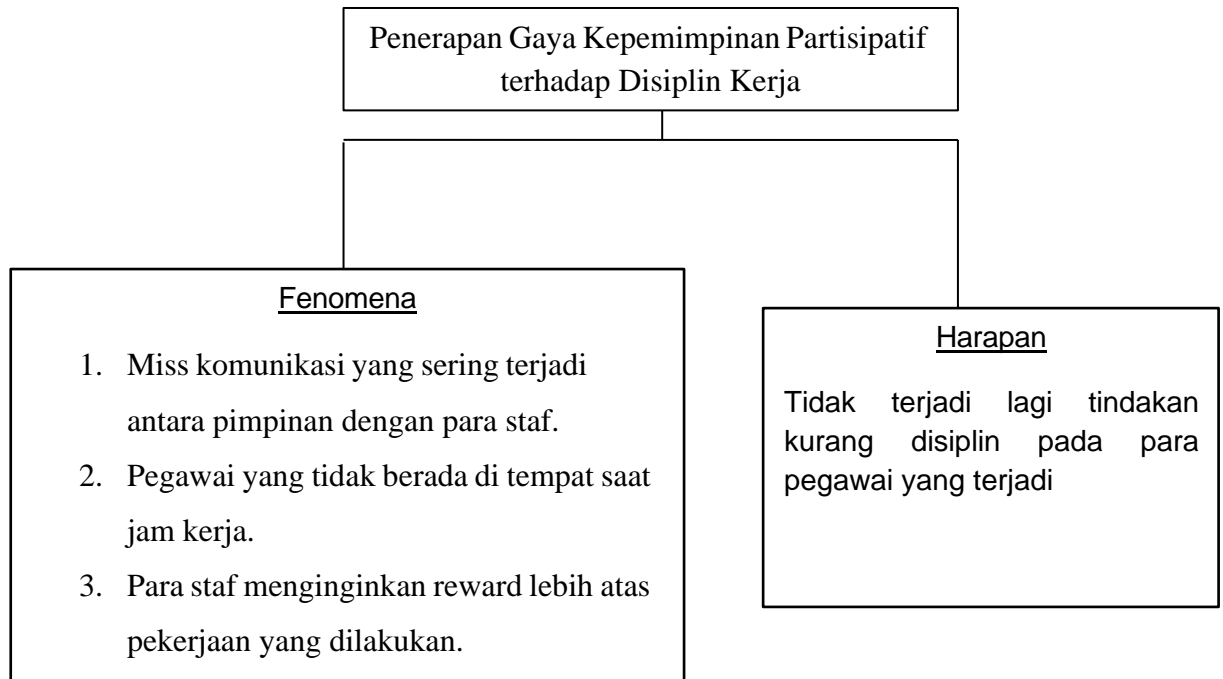 Penerapan Gaya Kepemimpinan Partisipatif
terhadap Disiplin Kerja
Fenomena
1. Miss komunikasi yang sering terjadi
antara pimpinan dengan para staf.
2. Pegawai yang tidak berada di tempat saat
jam kerja.
3. Para staf menginginkan reward lebih atas
pekerjaan yang dilakukan.
Harapan
Tidak terjadi lagi tindakan
kurang disiplin pada para
pegawai yang terjadi